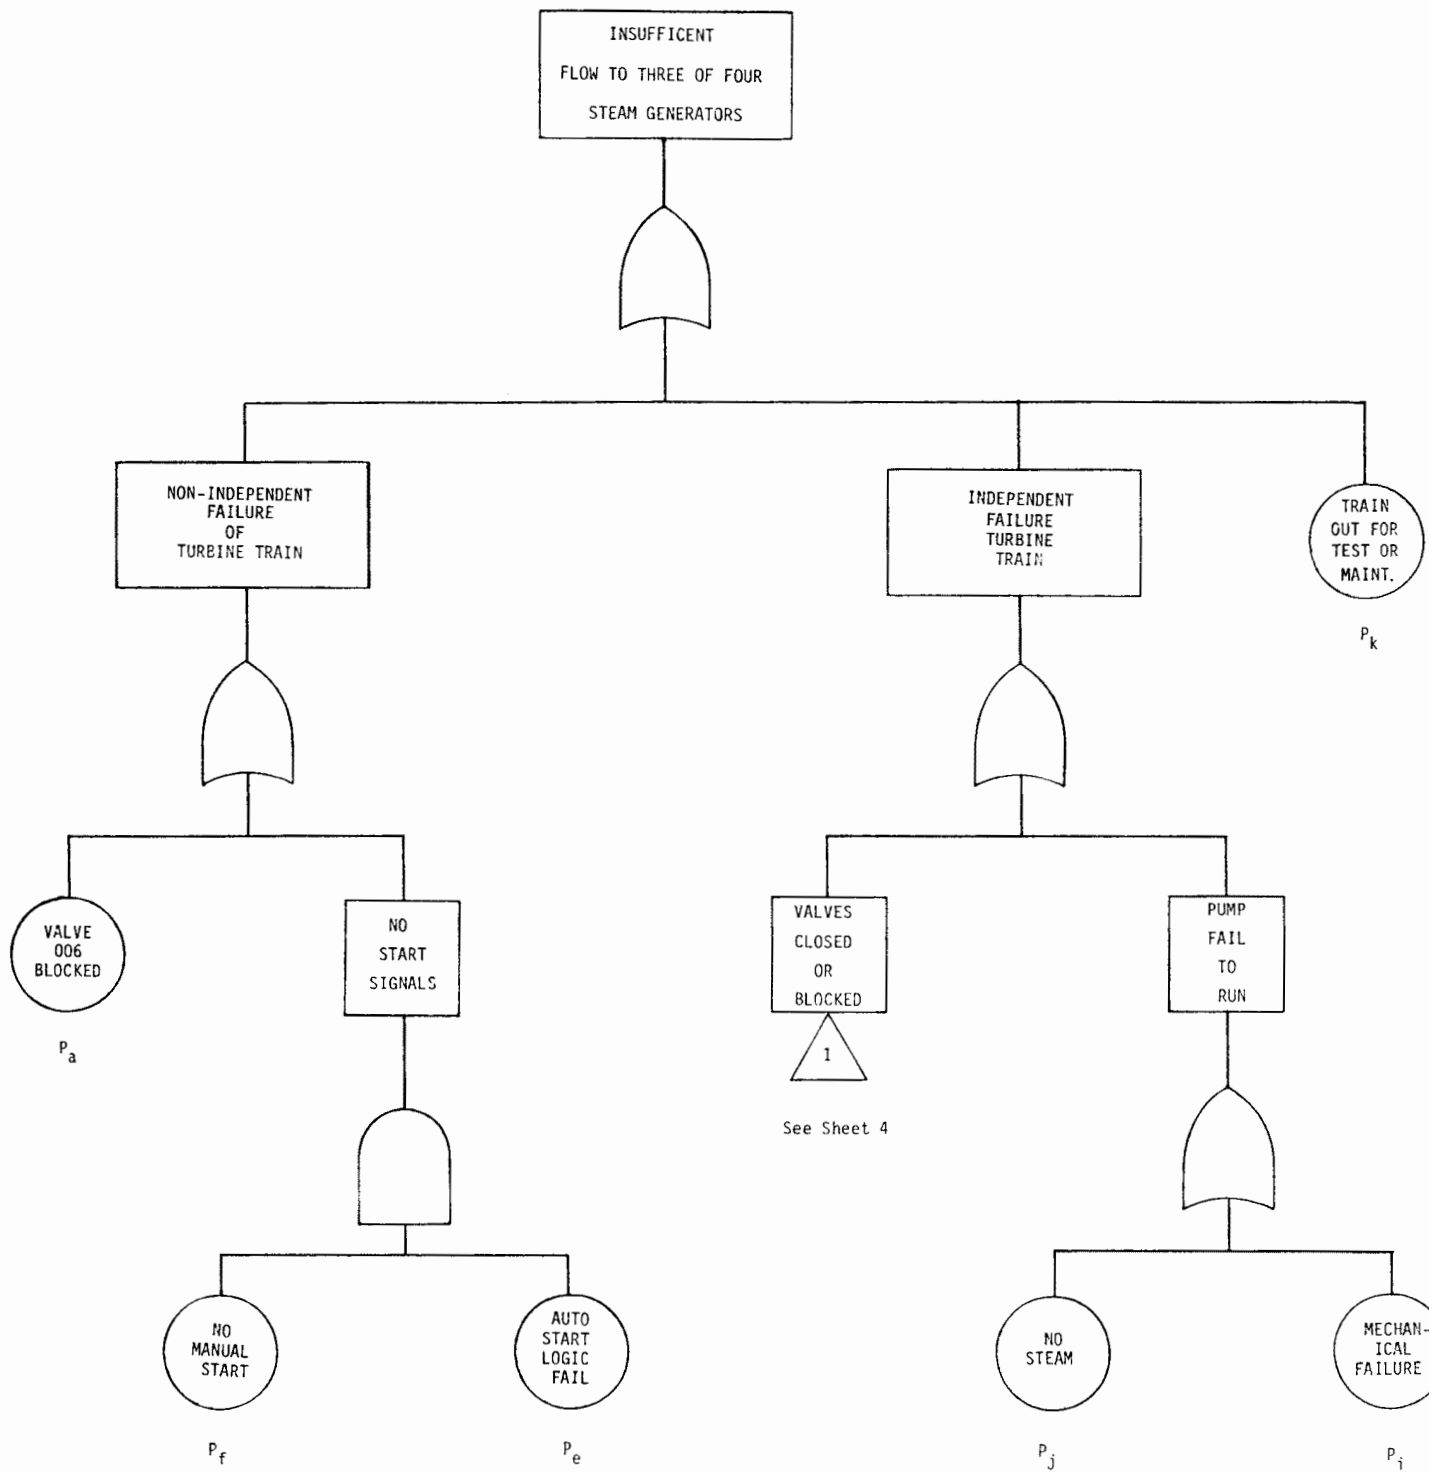 INSUFFICENT
FLOW TO THREE OF FOUR
STEAM GENERATORS
NON-INDEPENDENT
FAILURE
OF
TURBINE TRAIN
INDEPENDENT
FAILURE
TURBINE
TRAIN
TRAIN
OUT FOR
TEST OR
MAINT.
P_k
VALVE
006
BLOCKED
P_a
NO
START
SIGNALS
VALVES
CLOSED
OR
BLOCKED
1
See Sheet 4
PUMP
FAIL
TO
RUN
NO
MANUAL
START
P_f
AUTO
START
LOGIC
FAIL
P_e
NO
STEAM
P_j
MECHAN-
ICAL
FAILURE
P_i